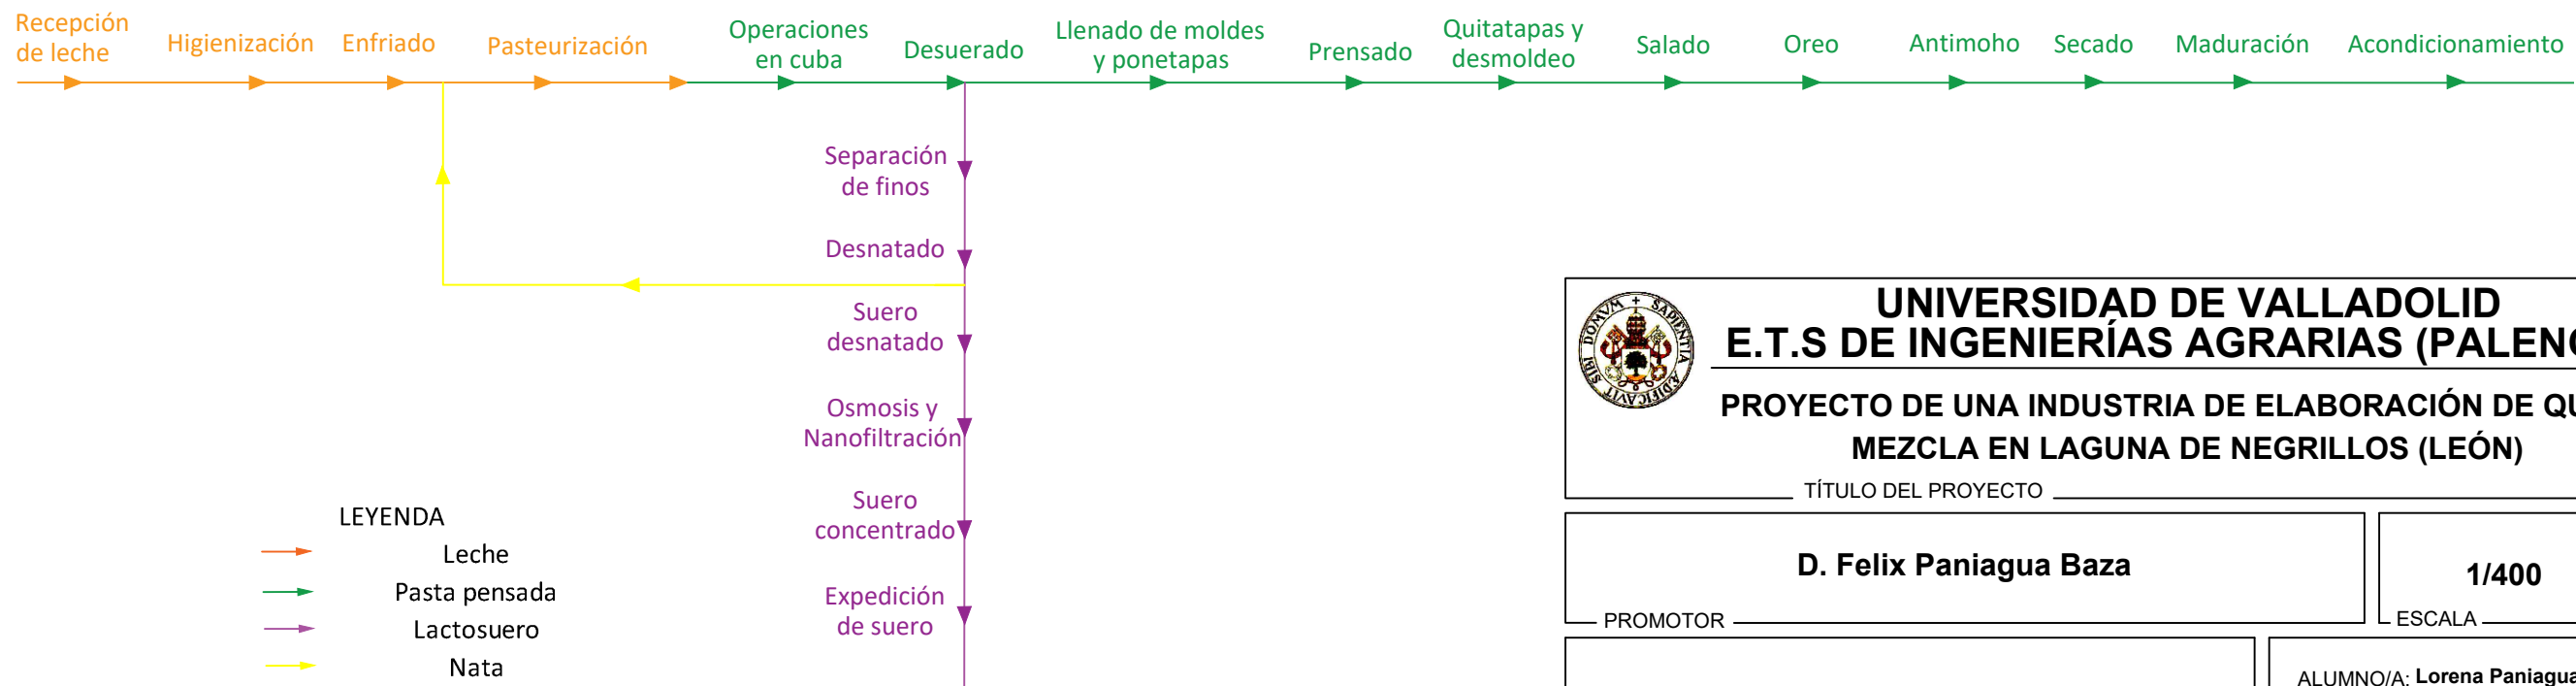 Recepción
de leche
Higienización
Enfriado
Pasteurización
Operaciones
en cuba
Desuerado
Llenado de moldes
y ponetapas
Prensado
Quitatapas y
desmoldeo
Salado
Oreo
Antimoho
Secado
Maduración
Acondicionamiento
Separación
de finos
Desnatado
Suero
desnatado
Osmosis y
Nanofiltración
Suero
concentrado
Expedición
de suero
LEYENDA
Leche
Pasta pensada
Lactosuero
Nata
UNIVERSIDAD DE VALLADOLID
E.T.S DE INGENIERÍAS AGRARIAS (PALENC
PROYECTO DE UNA INDUSTRIA DE ELABORACIÓN DE QU
MEZCLA EN LAGUNA DE NEGRILLOS (LEÓN)
TÍTULO DEL PROYECTO
D. Felix Paniagua Baza
PROMOTOR
1/400
ESCALA
ALUMNO/A: Lorena Paniagua